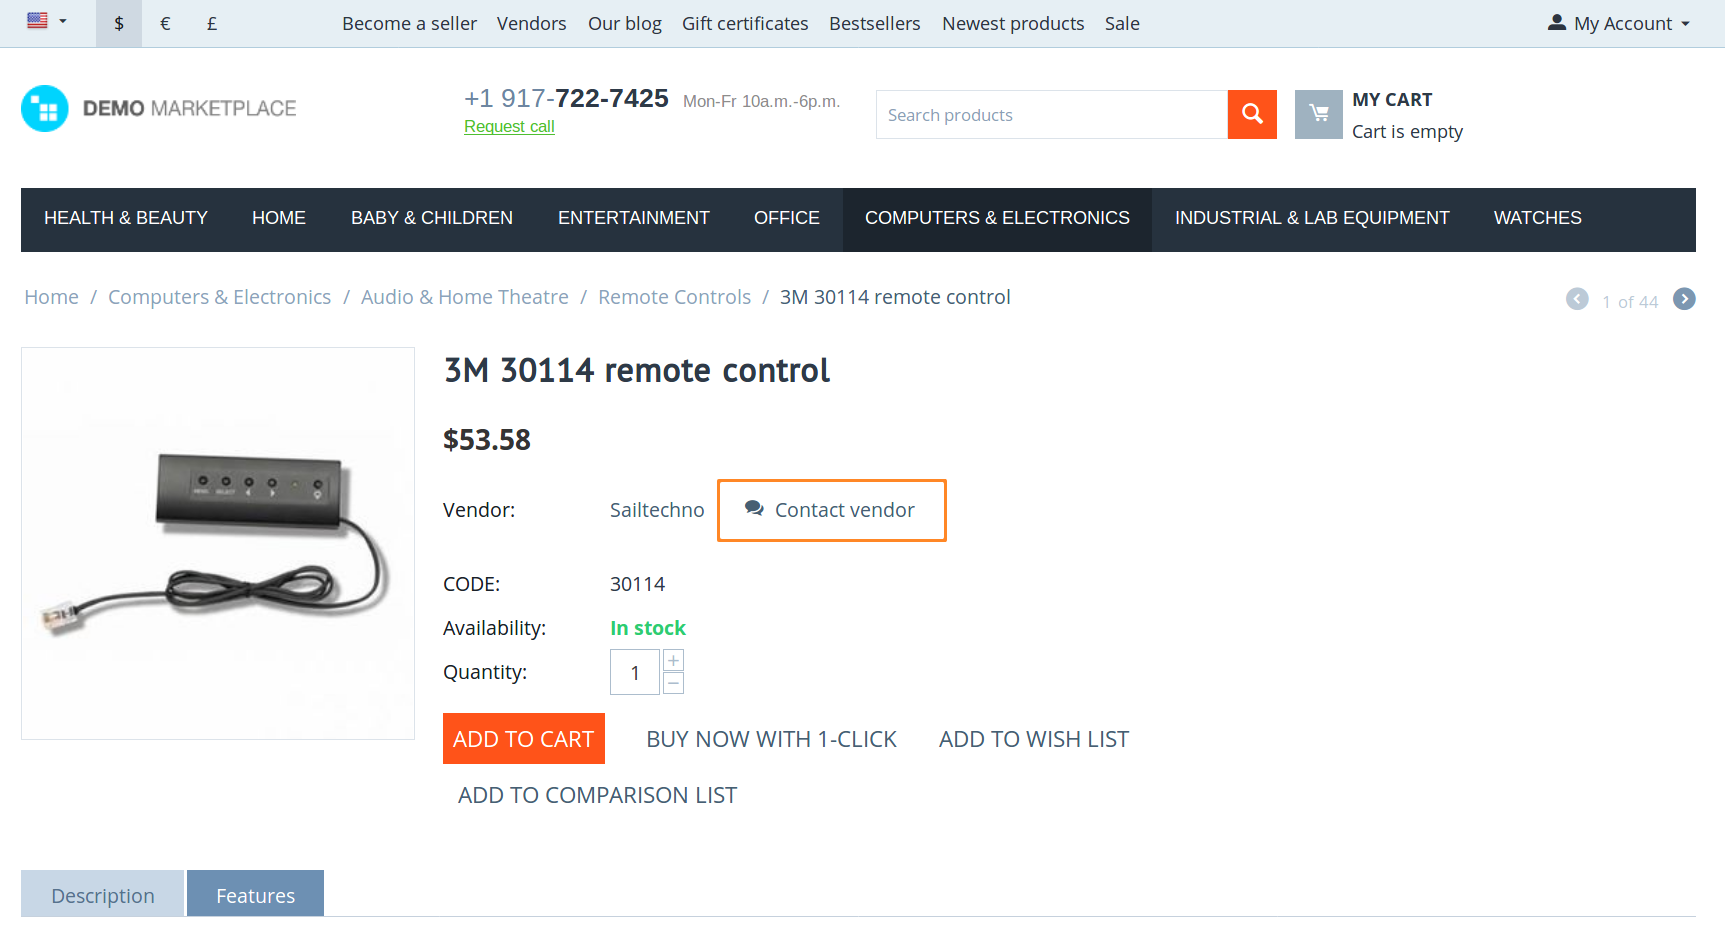 $ € £ Become a seller Vendors Our blog Gift certificates Bestsellers Newest products Sale My Account
DEMO MARKETPLACE
+1 917-722-7425 Mon-Fr 10a.m.-6p.m.
Request call
Search products
MY CART
Cart is empty
HEALTH & BEAUTY HOME BABY & CHILDREN ENTERTAINMENT OFFICE COMPUTERS & ELECTRONICS INDUSTRIAL & LAB EQUIPMENT WATCHES
Home / Computers & Electronics / Audio & Home Theatre / Remote Controls / 3M 30114 remote control
1 of 44
3M 30114 remote control
$53.58
Vendor: Sailtechno Contact vendor
CODE: 30114
Availability: In stock
Quantity: 1 + −
ADD TO CART BUY NOW WITH 1-CLICK ADD TO WISH LIST
ADD TO COMPARISON LIST
Description Features